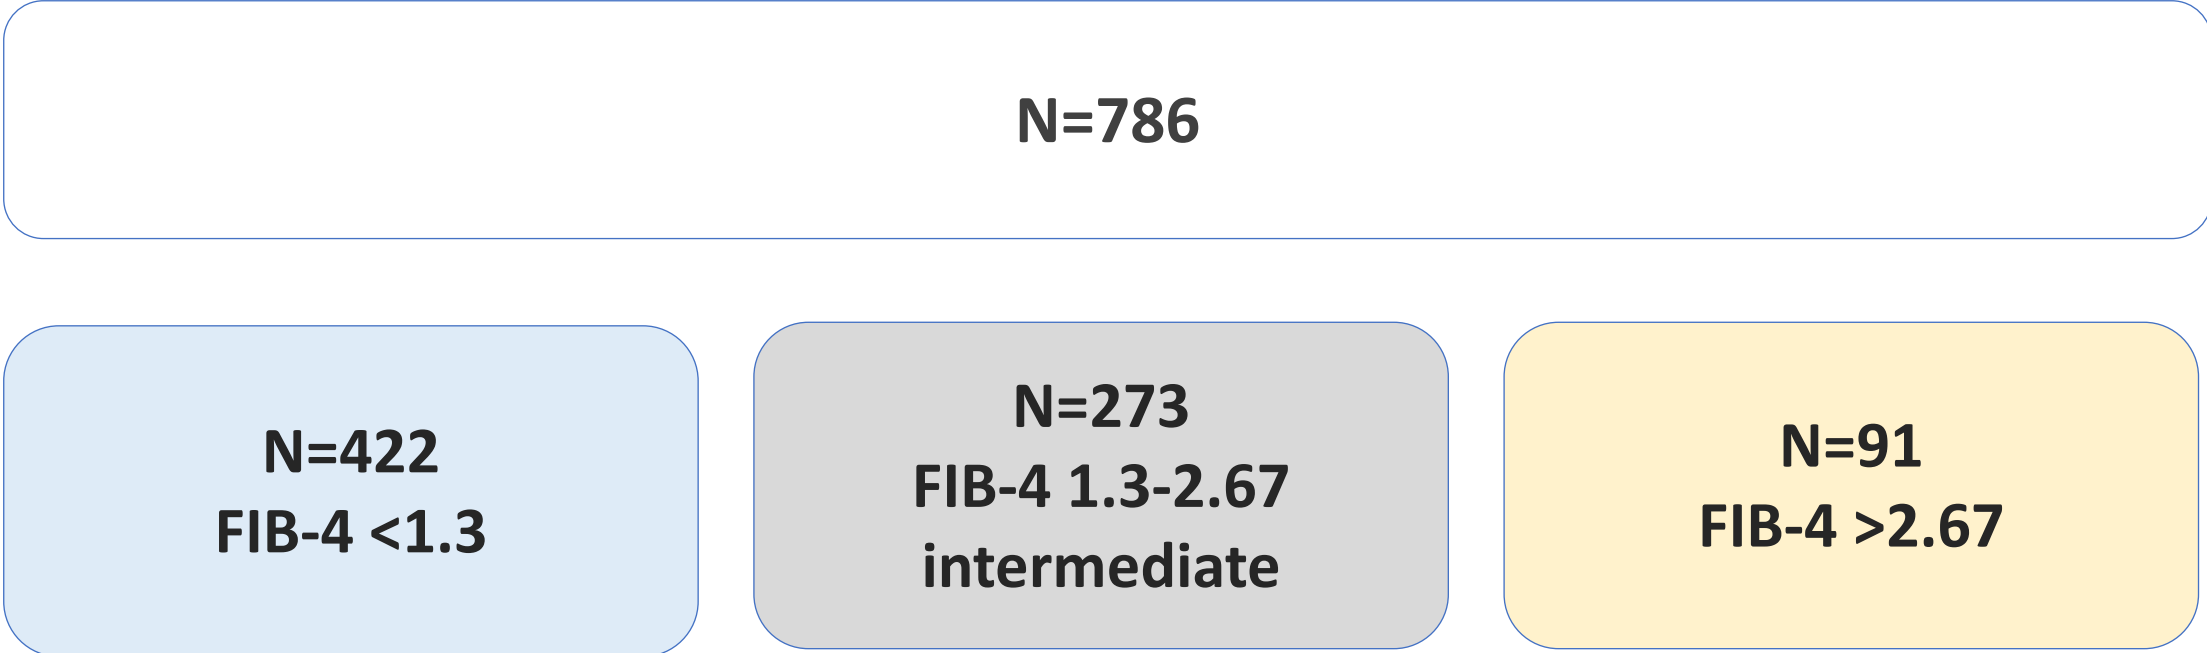 N=786
N=422
FIB-4 <1.3
N=273
FIB-4 1.3-2.67
intermediate
N=91
FIB-4 >2.67